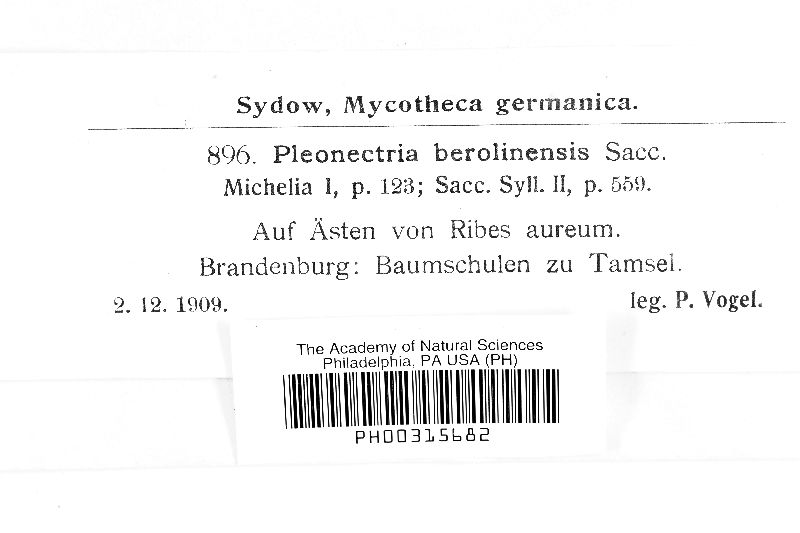 Sydow, Mycotheca germanica.
896. Pleonectria berolinensis Sacc.
Michelia I, p. 123; Sacc. Syll. II, p. 559.
Auf Ästen von Ribes aureum.
Brandenburg: Baumschulen zu Tamsel.
2. 12. 1909. leg. P. Vogel.
The Academy of Natural Sciences
Philadelphia, PA USA (PH)
PH00315682